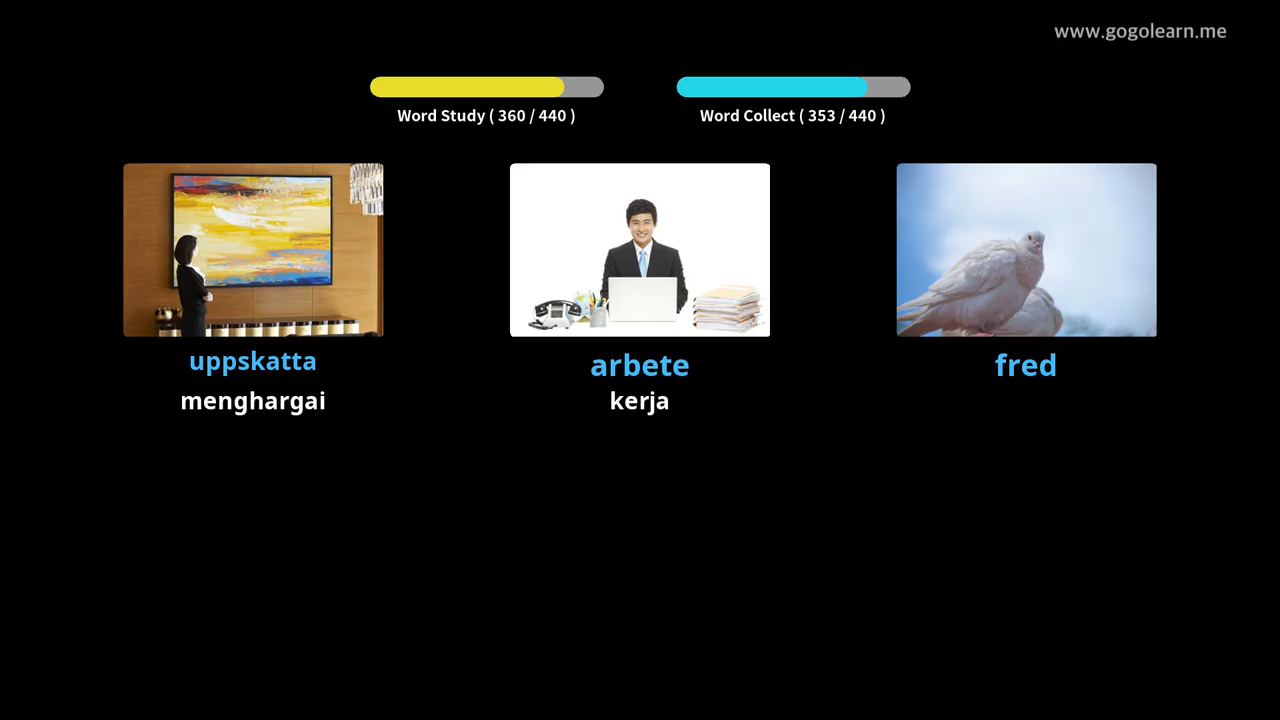 www.gogolearn.me
Word Study ( 360 / 440 )
Word Collect ( 353 / 440 )
uppskatta
menghargai
arbete
kerja
fred